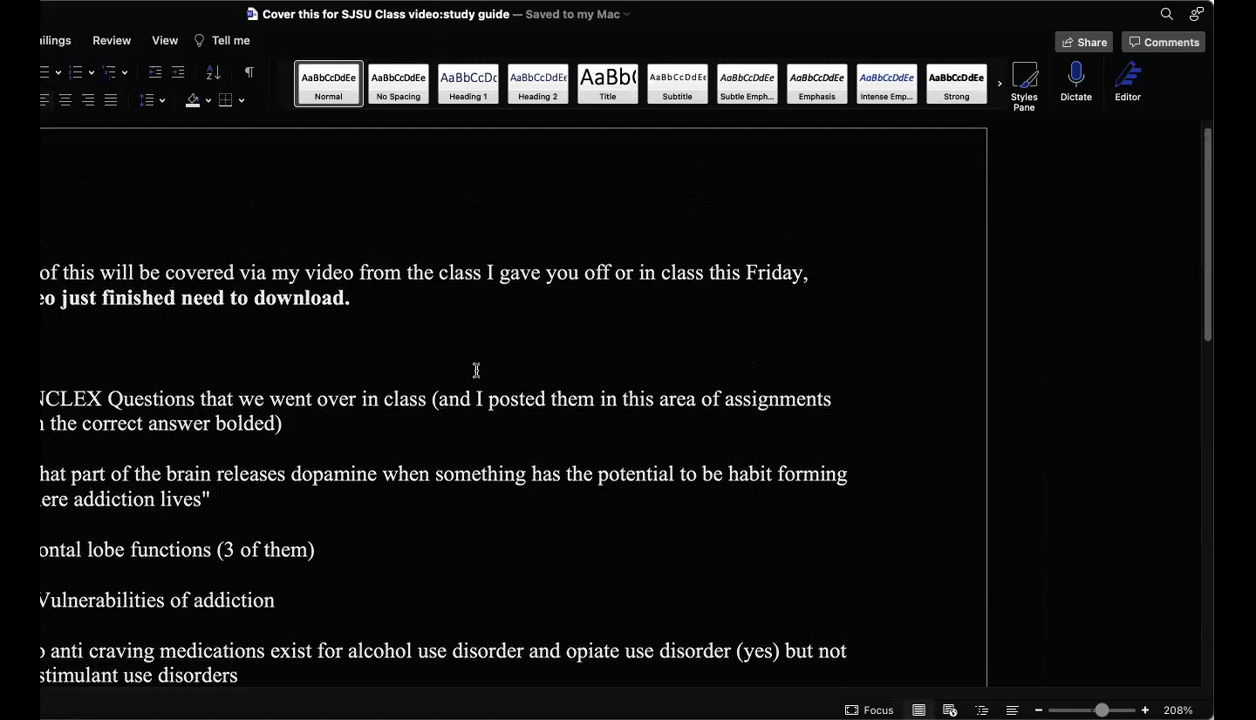 Cover this for SJSU Class video:study guide — Saved to my Mac
ailings Review View Tell me
Share Comments
AaBbCcDdEe AaBbCcDdEe AaBbCcDc AaBbCcDdEe AaBb( AaBbCcDdEe AaBbCcDdEe AaBbCcDdEe AaBbCcDdEe AaBbCcDdEe
Normal No Spacing Heading 1 Heading 2 Title Subtitle Subtle Emph... Emphasis Intense Emp... Strong
Styles Pane Dictate Editor
of this will be covered via my video from the class I gave you off or in class this Friday,
eo just finished need to download.
NCLEX Questions that we went over in class (and I posted them in this area of assignments
n the correct answer bolded)
hat part of the brain releases dopamine when something has the potential to be habit forming
ere addiction lives"
ontal lobe functions (3 of them)
Vulnerabilities of addiction
o anti craving medications exist for alcohol use disorder and opiate use disorder (yes) but not
stimulant use disorders
Focus 208%